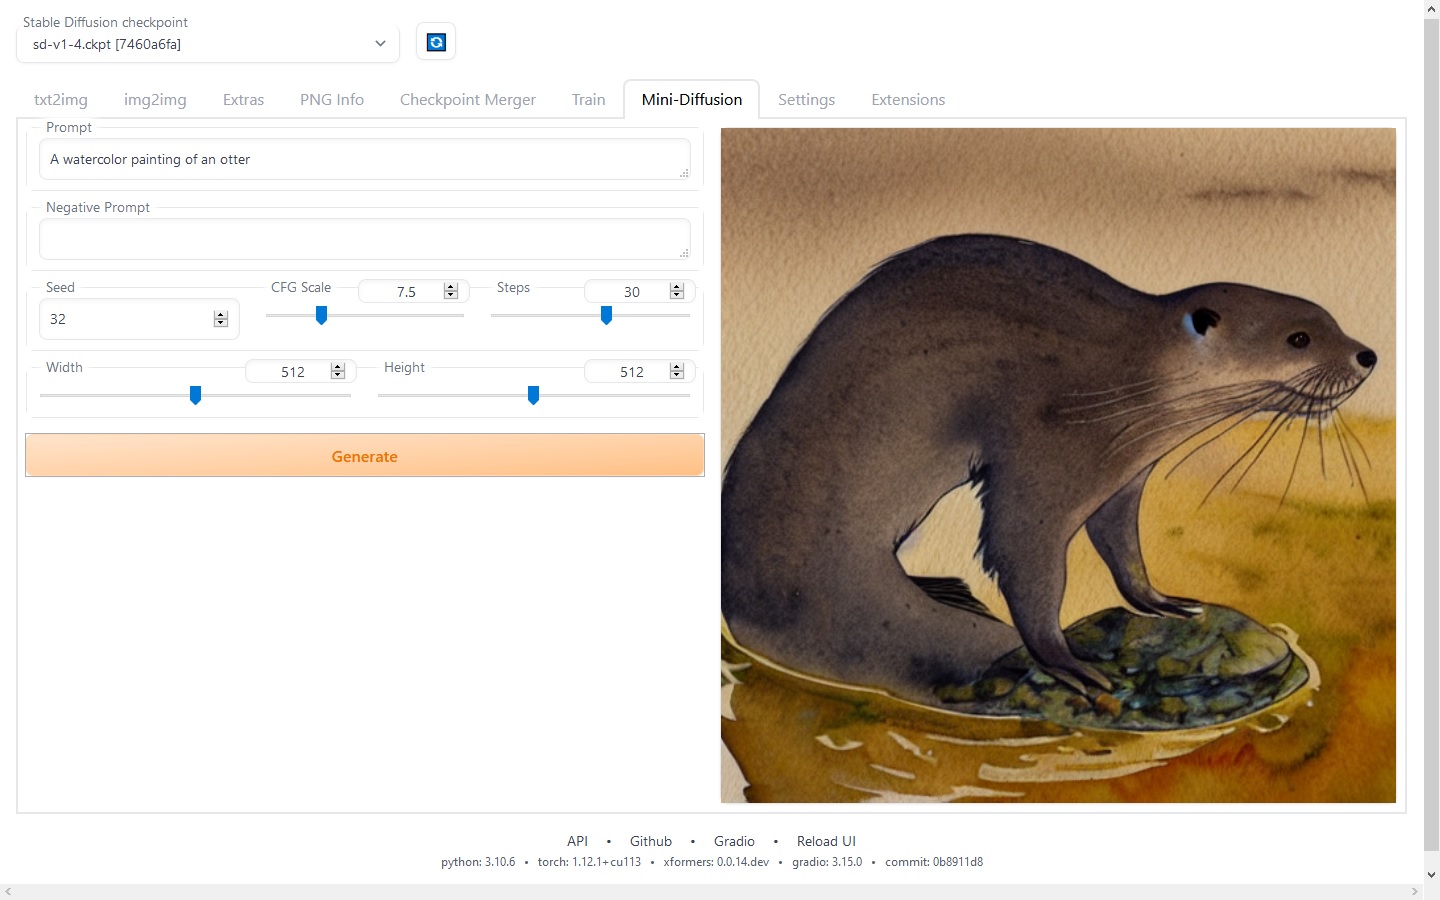 Stable Diffusion checkpoint
sd-v1-4.ckpt [7460a6fa]
txt2img img2img Extras PNG Info Checkpoint Merger Train Mini-Diffusion Settings Extensions
Prompt
A watercolor painting of an otter
Negative Prompt
Seed CFG Scale 7.5 Steps 30
32
Width 512 Height 512
Generate
API • Github • Gradio • Reload UI
python: 3.10.6 • torch: 1.12.1+cu113 • xformers: 0.0.14.dev • gradio: 3.15.0 • commit: 0b8911d8